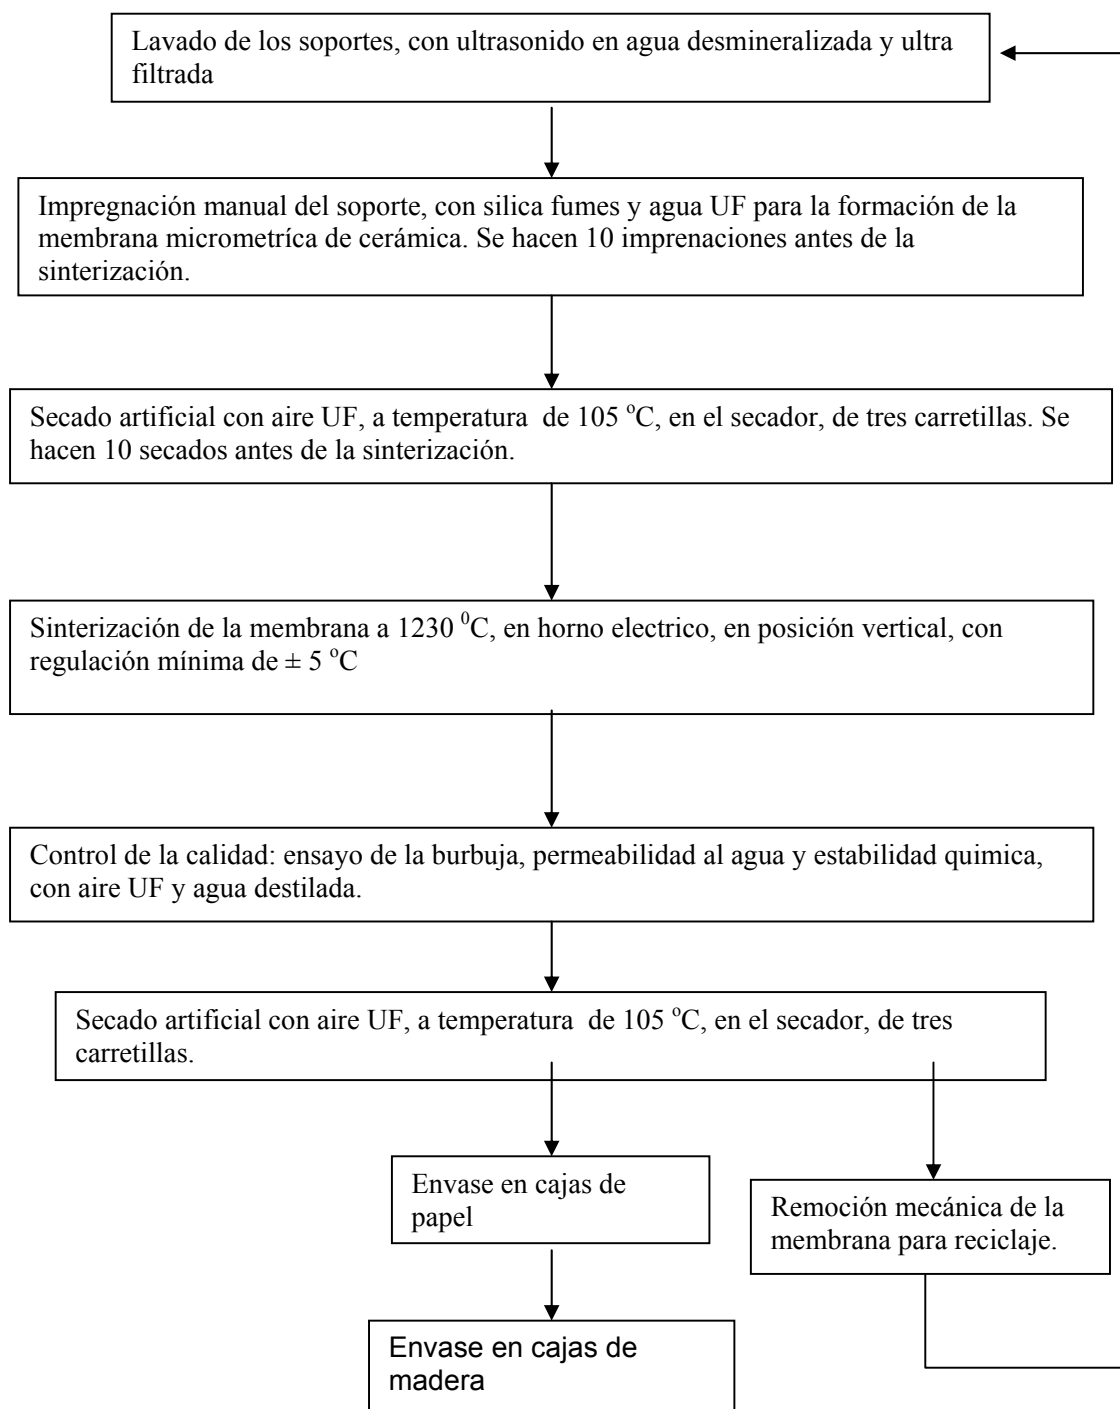 Lavado de los soportes, con ultrasonido en agua desmineralizada y ultra
filtrada
Impregnación manual del soporte, con silica fumes y agua UF para la formación de la
membrana micrometríca de cerámica. Se hacen 10 imprenaciones antes de la
sinterización.
Secado artificial con aire UF, a temperatura  de 105 °C, en el secador, de tres carretillas. Se
hacen 10 secados antes de la sinterización.
Sinterización de la membrana a 1230 ⁰C, en horno electrico, en posición vertical, con
regulación mínima de ± 5 °C
Control de la calidad: ensayo de la burbuja, permeabilidad al agua y estabilidad quimica,
con aire UF y agua destilada.
Secado artificial con aire UF, a temperatura  de 105 °C, en el secador, de tres
carretillas.
Envase en cajas de
papel
Remoción mecánica de la
membrana para reciclaje.
Envase en cajas de
madera